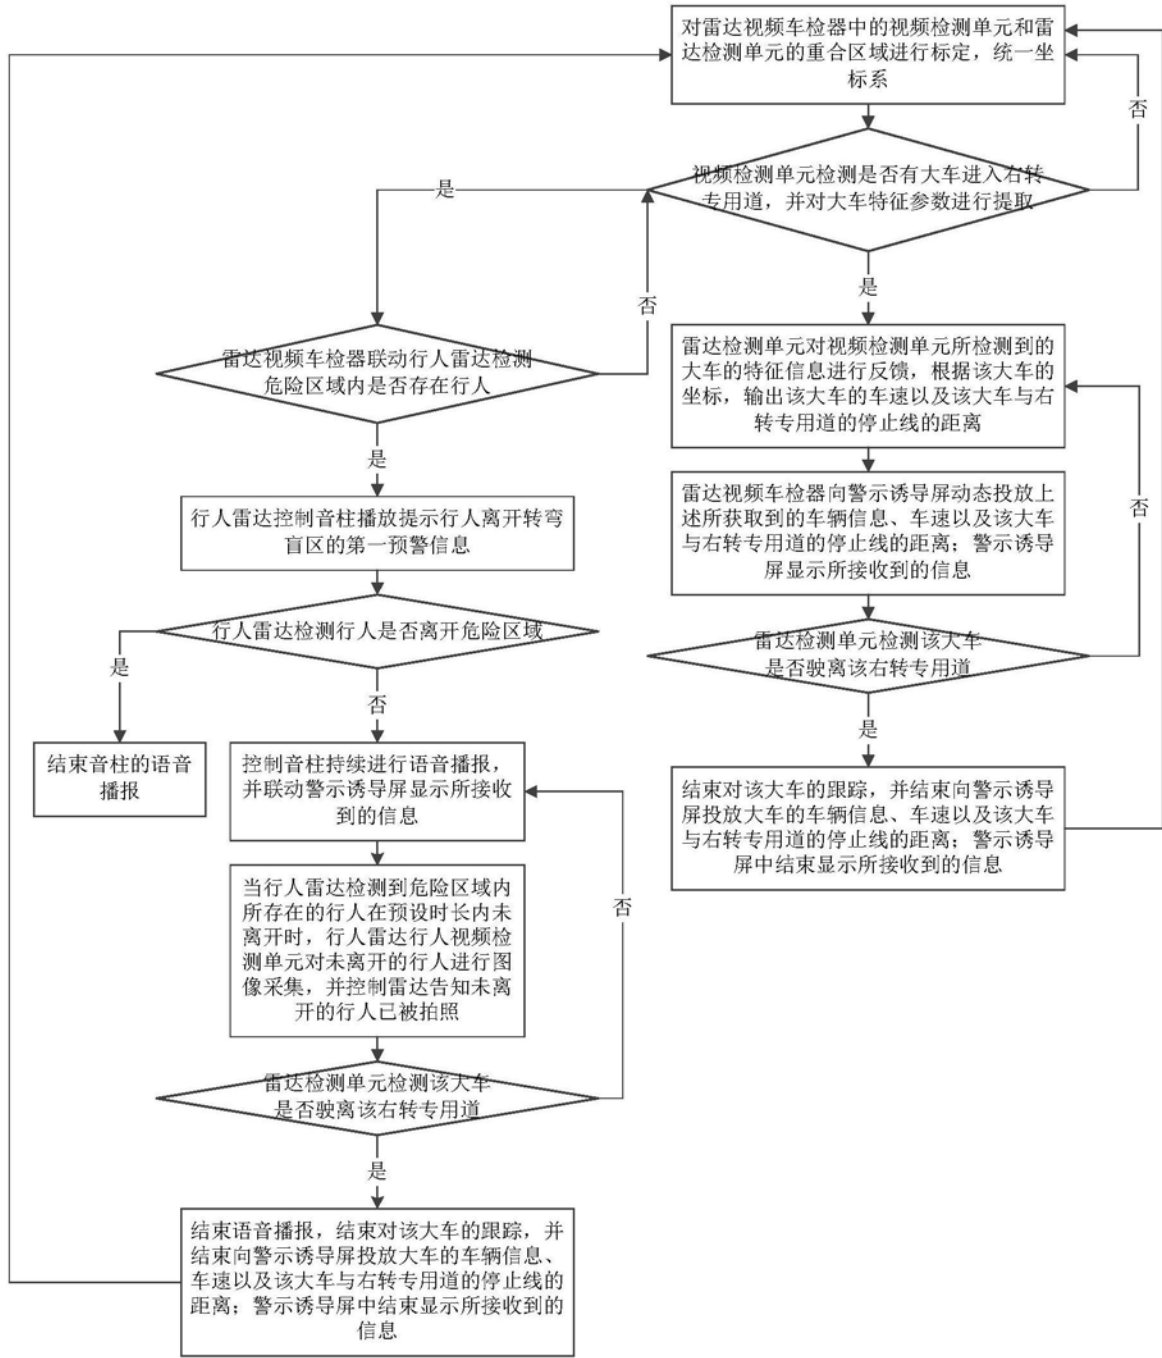 对雷达视频车检器中的视频检测单元和雷
达检测单元的重合区域进行标定，统一坐
标系
否
视频检测单元检测是否有大车进入右转
专用道，并对大车特征参数进行提取
是
是
否
雷达视频车检器联动行人雷达检测
危险区域内是否存在行人
雷达检测单元对视频检测单元所检测到的
大车的特征信息进行反馈，根据该大车的
坐标，输出该大车的车速以及该大车与右
转专用道的停止线的距离
是
行人雷达控制音柱播放提示行人离开转弯
盲区的第一预警信息
雷达视频车检器向警示诱导屏动态投放上
述所获取到的车辆信息、车速以及该大车
与右转专用道的停止线的距离；警示诱导
屏显示所接收到的信息
否
行人雷达检测行人是否离开危险区域
雷达检测单元检测该大车
是否驶离该右转专用道
是
否
是
结束音柱的语音
播报
控制音柱持续进行语音播报，
并联动警示诱导屏显示所接收
到的信息
结束对该大车的跟踪，并结束向警示诱导
屏投放大车的车辆信息、车速以及该大车
与右转专用道的停止线的距离；警示诱导
屏中结束显示所接收到的信息
当行人雷达检测到危险区域内
所存在的行人在预设时长内未
离开时，行人雷达行人视频检
测单元对未离开的行人进行图
像采集，并控制雷达告知未离
开的行人已被拍照
否
雷达检测单元检测该大车
是否驶离该右转专用道
是
结束语音播报，结束对该大车的跟踪，并
结束向警示诱导屏投放大车的车辆信息、
车速以及该大车与右转专用道的停止线的
距离；警示诱导屏中结束显示所接收到的
信息